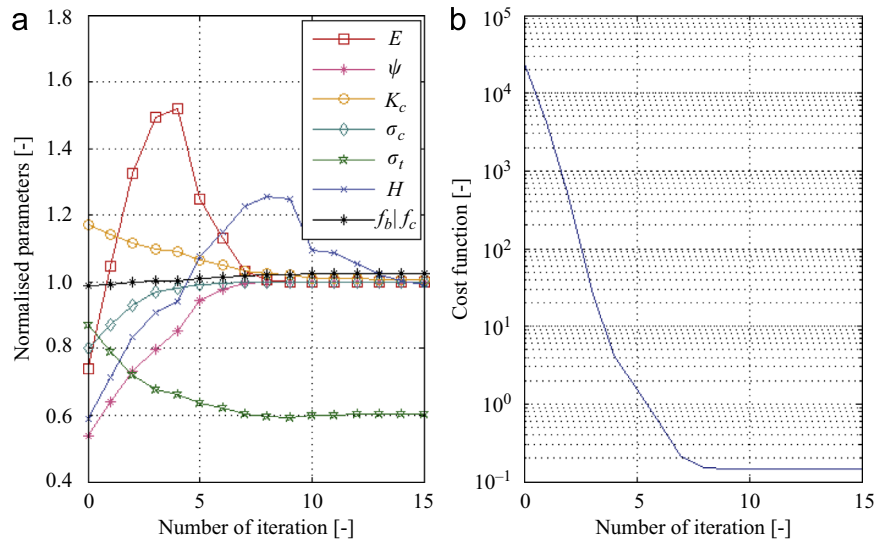 a
1.8
1.6
1.4
1.2
1.0
0.8
0.6
0.4
0
5
10
15
Normalised parameters [-]
Number of iteration [-]
E
ψ
K_c
σ_c
σ_t
H
f_b|f_c
b
10^5
10^4
10^3
10^2
10^1
10^0
10^-1
0
5
10
15
Cost function [-]
Number of iteration [-]